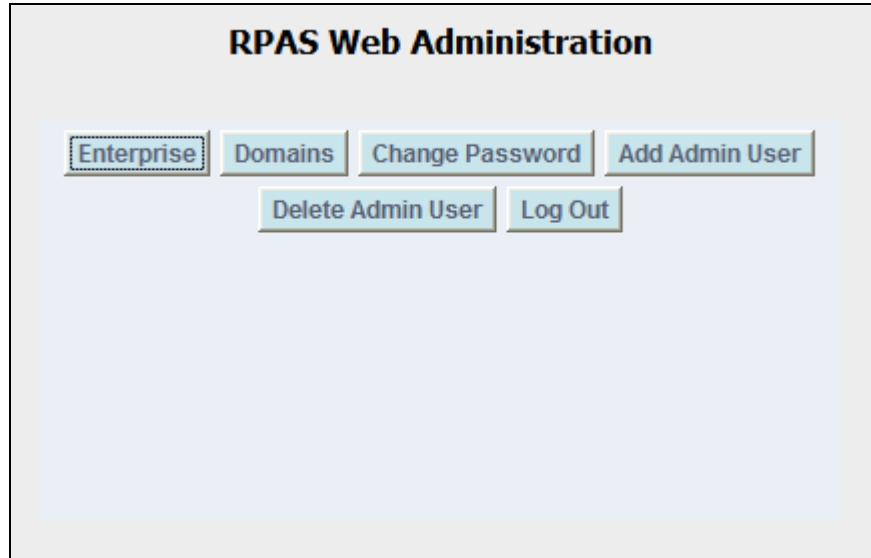 RPAS Web Administration
Enterprise Domains Change Password Add Admin User
Delete Admin User Log Out